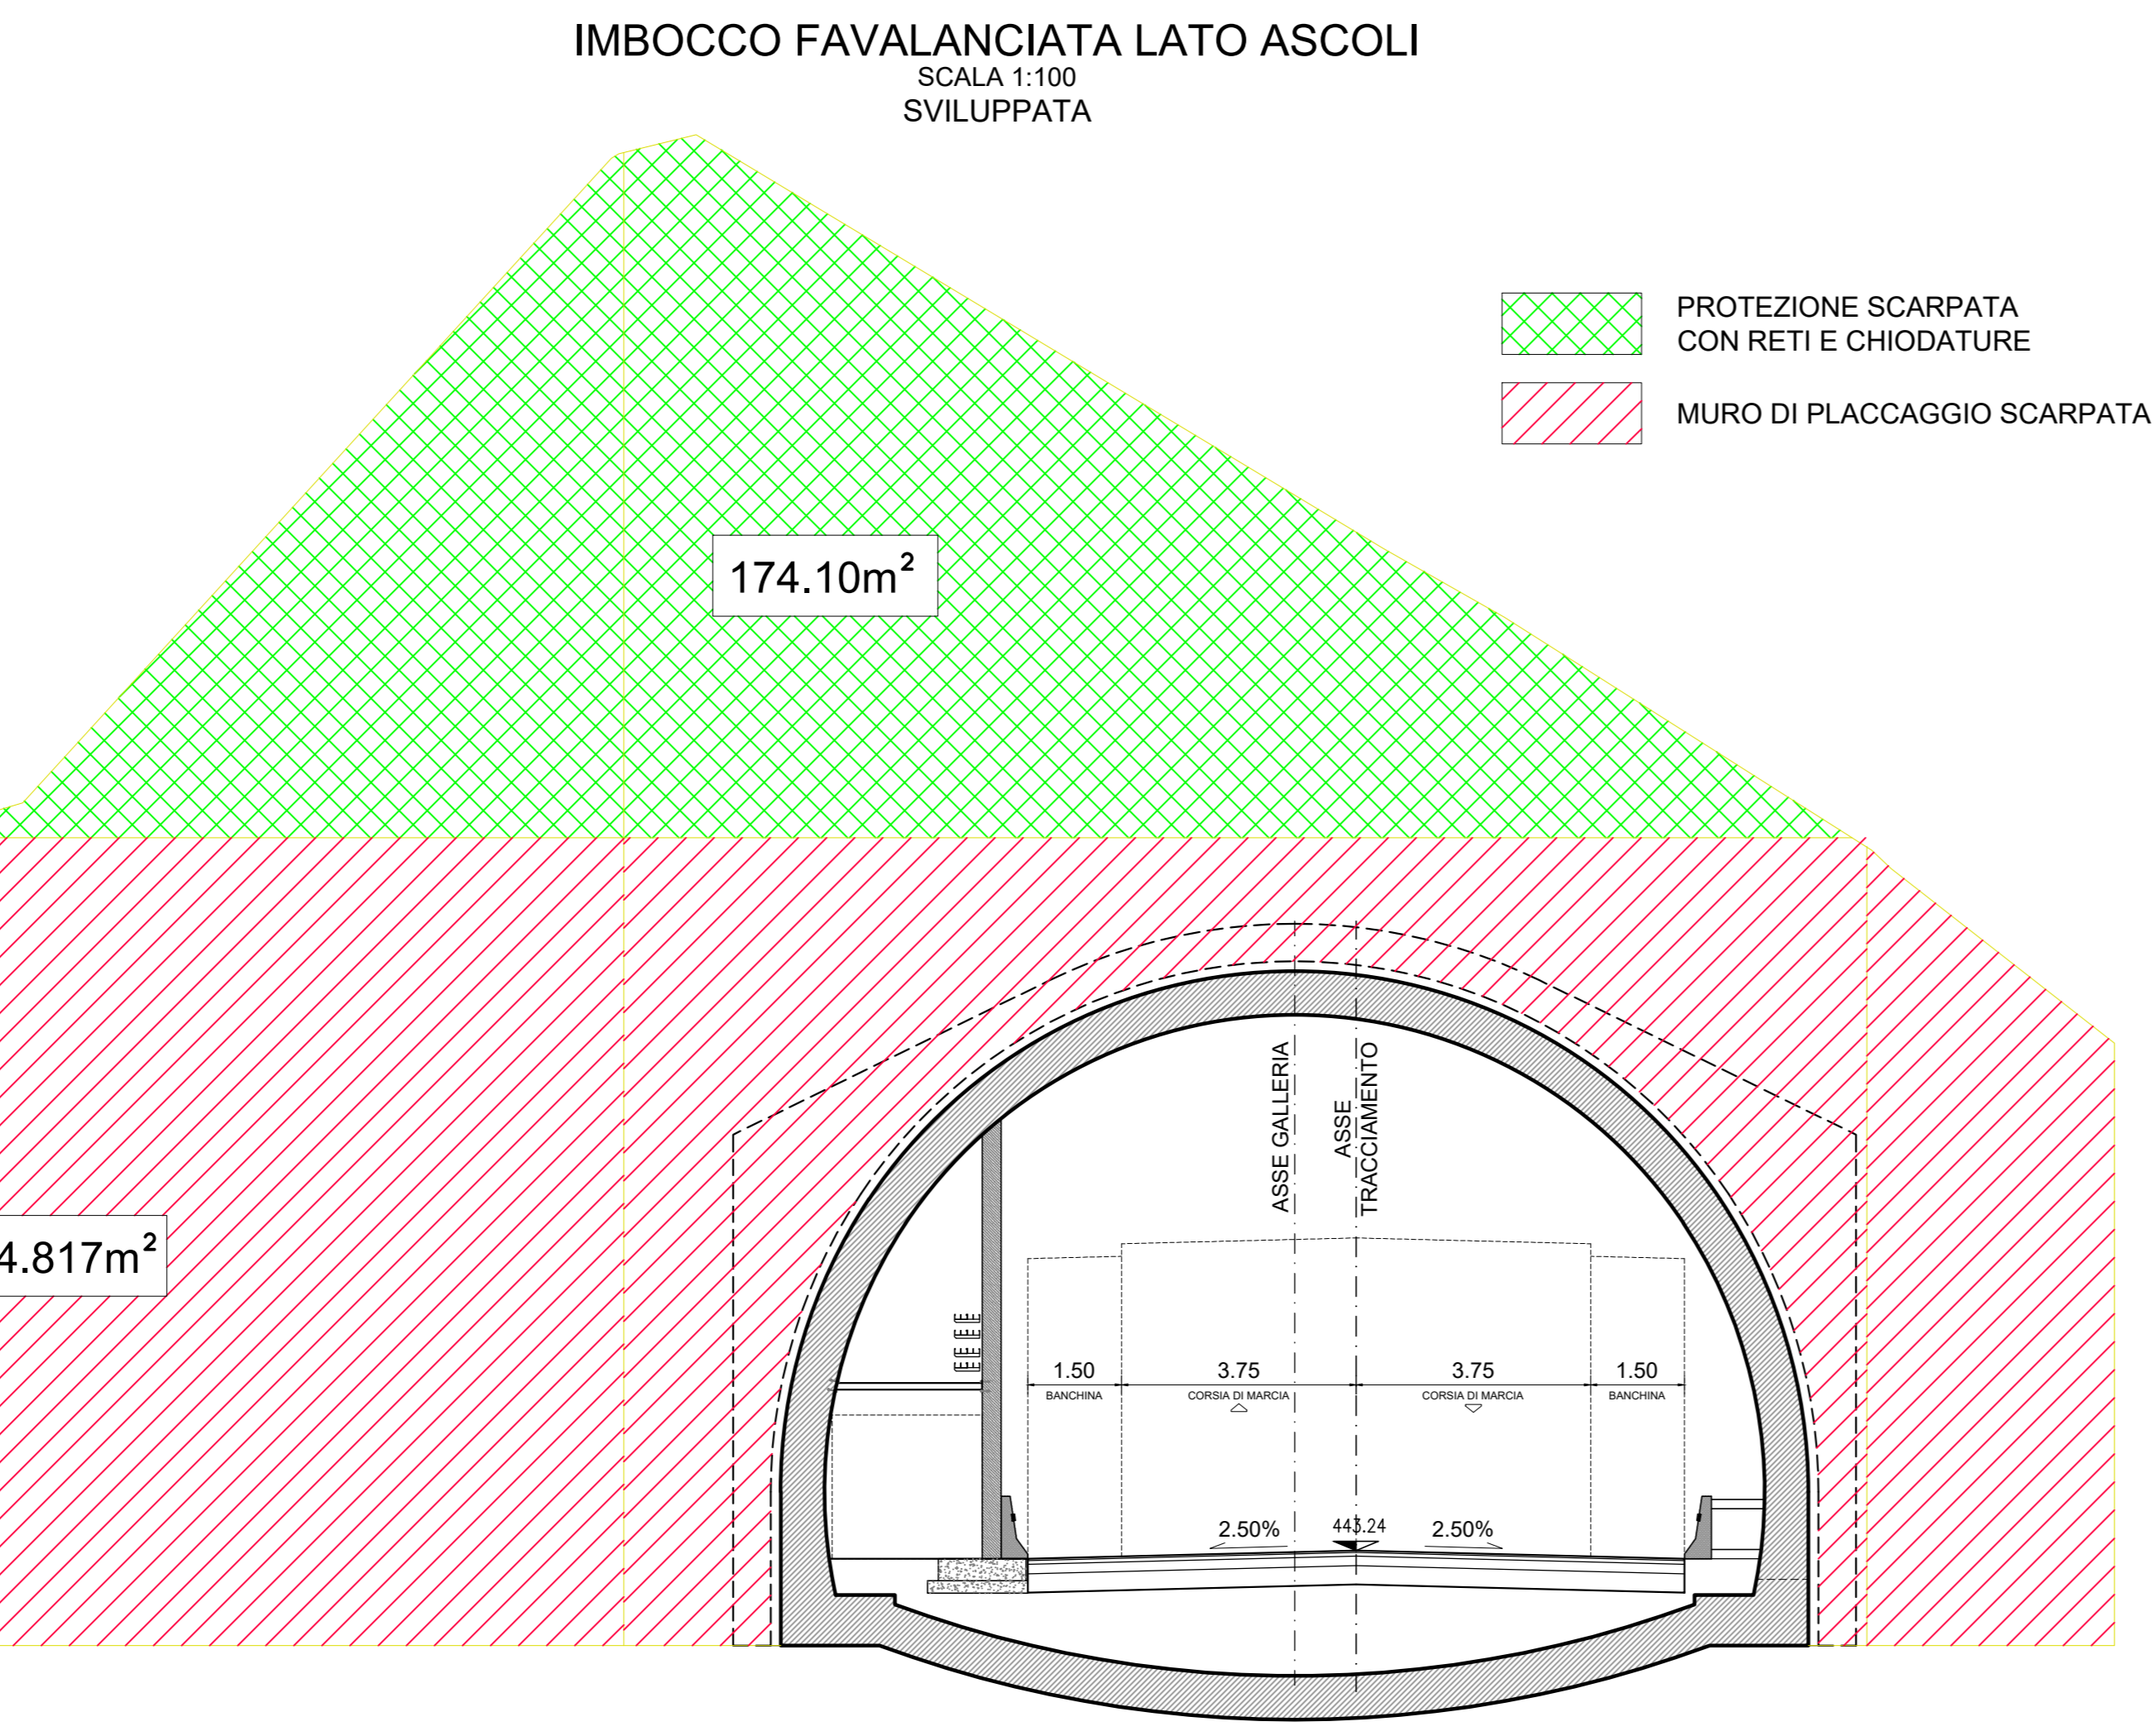 IMBOCCO FAVALANCIATA LATO ASCOLI
SCALA 1:100
SVILUPPATA
PROTEZIONE SCARPATA
CON RETI E CHIODATURE
MURO DI PLACCAGGIO SCARPATA
174.10m²
4.817m²
ASSE GALLERIA
ASSE
TRACCIAMENTO
1.50
BANCHINA
3.75
CORSIA DI MARCIA
3.75
CORSIA DI MARCIA
1.50
BANCHINA
2.50%
443.24
2.50%